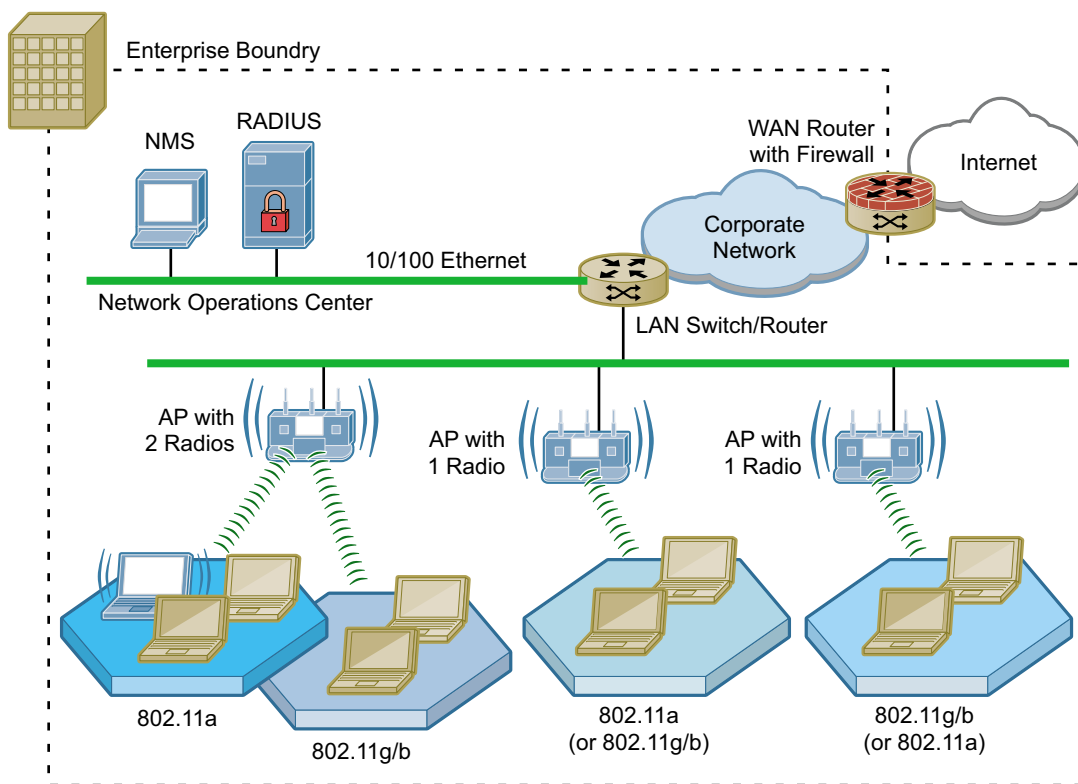 Enterprise Boundry
NMS
RADIUS
WAN Router
with Firewall
Internet
Corporate
Network
10/100 Ethernet
Network Operations Center
LAN Switch/Router
AP with
2 Radios
AP with
1 Radio
AP with
1 Radio
802.11a
802.11g/b
802.11a
(or 802.11g/b)
802.11g/b
(or 802.11a)